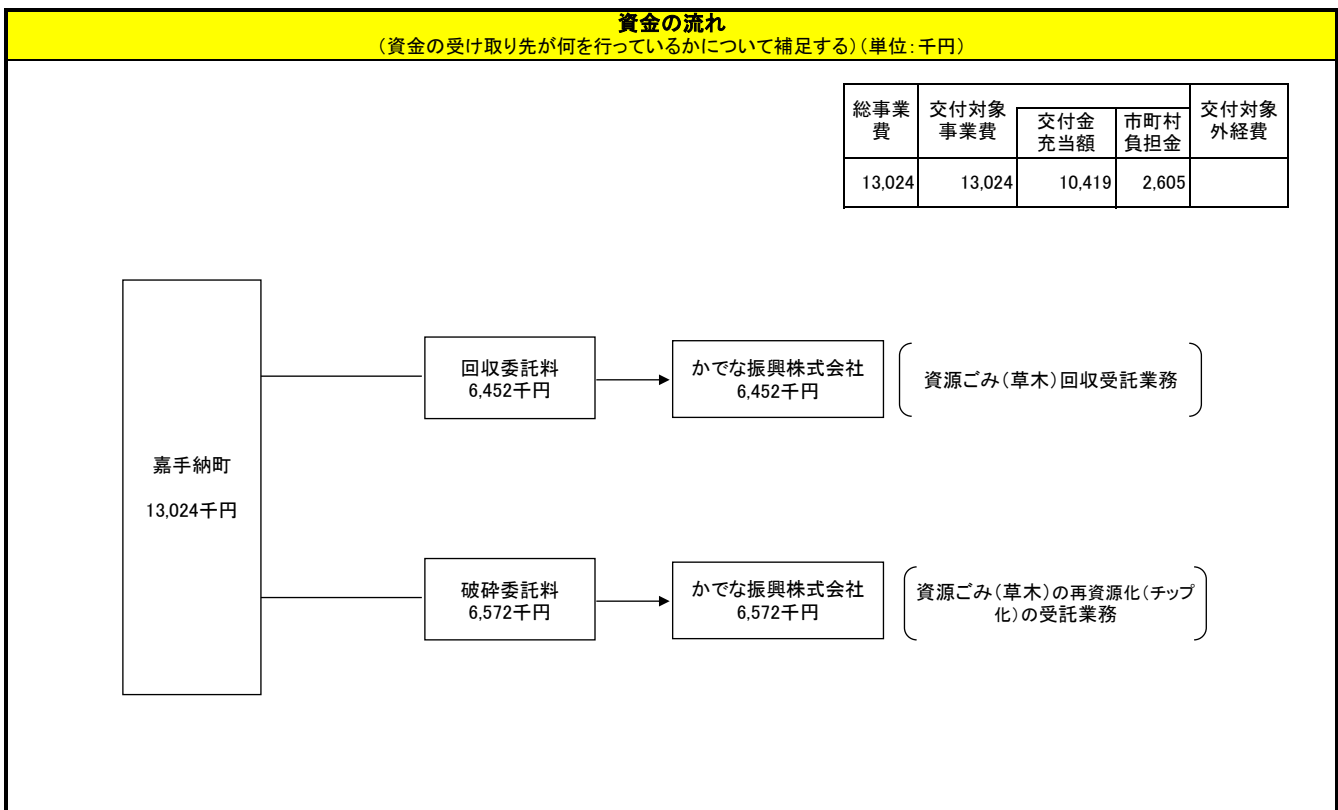 資金の流れ
（資金の受け取り先が何を行っているかについて補足する）（単位：千円）
総事業
費
交付対象
事業費
交付金
充当額
市町村
負担金
交付対象
外経費
13,024
13,024
10,419
2,605
嘉手納町
13,024千円
回収委託料
6,452千円
かでな振興株式会社
6,452千円
資源ごみ（草木）回収受託業務
破砕委託料
6,572千円
かでな振興株式会社
6,572千円
資源ごみ（草木）の再資源化（チップ
化）の受託業務